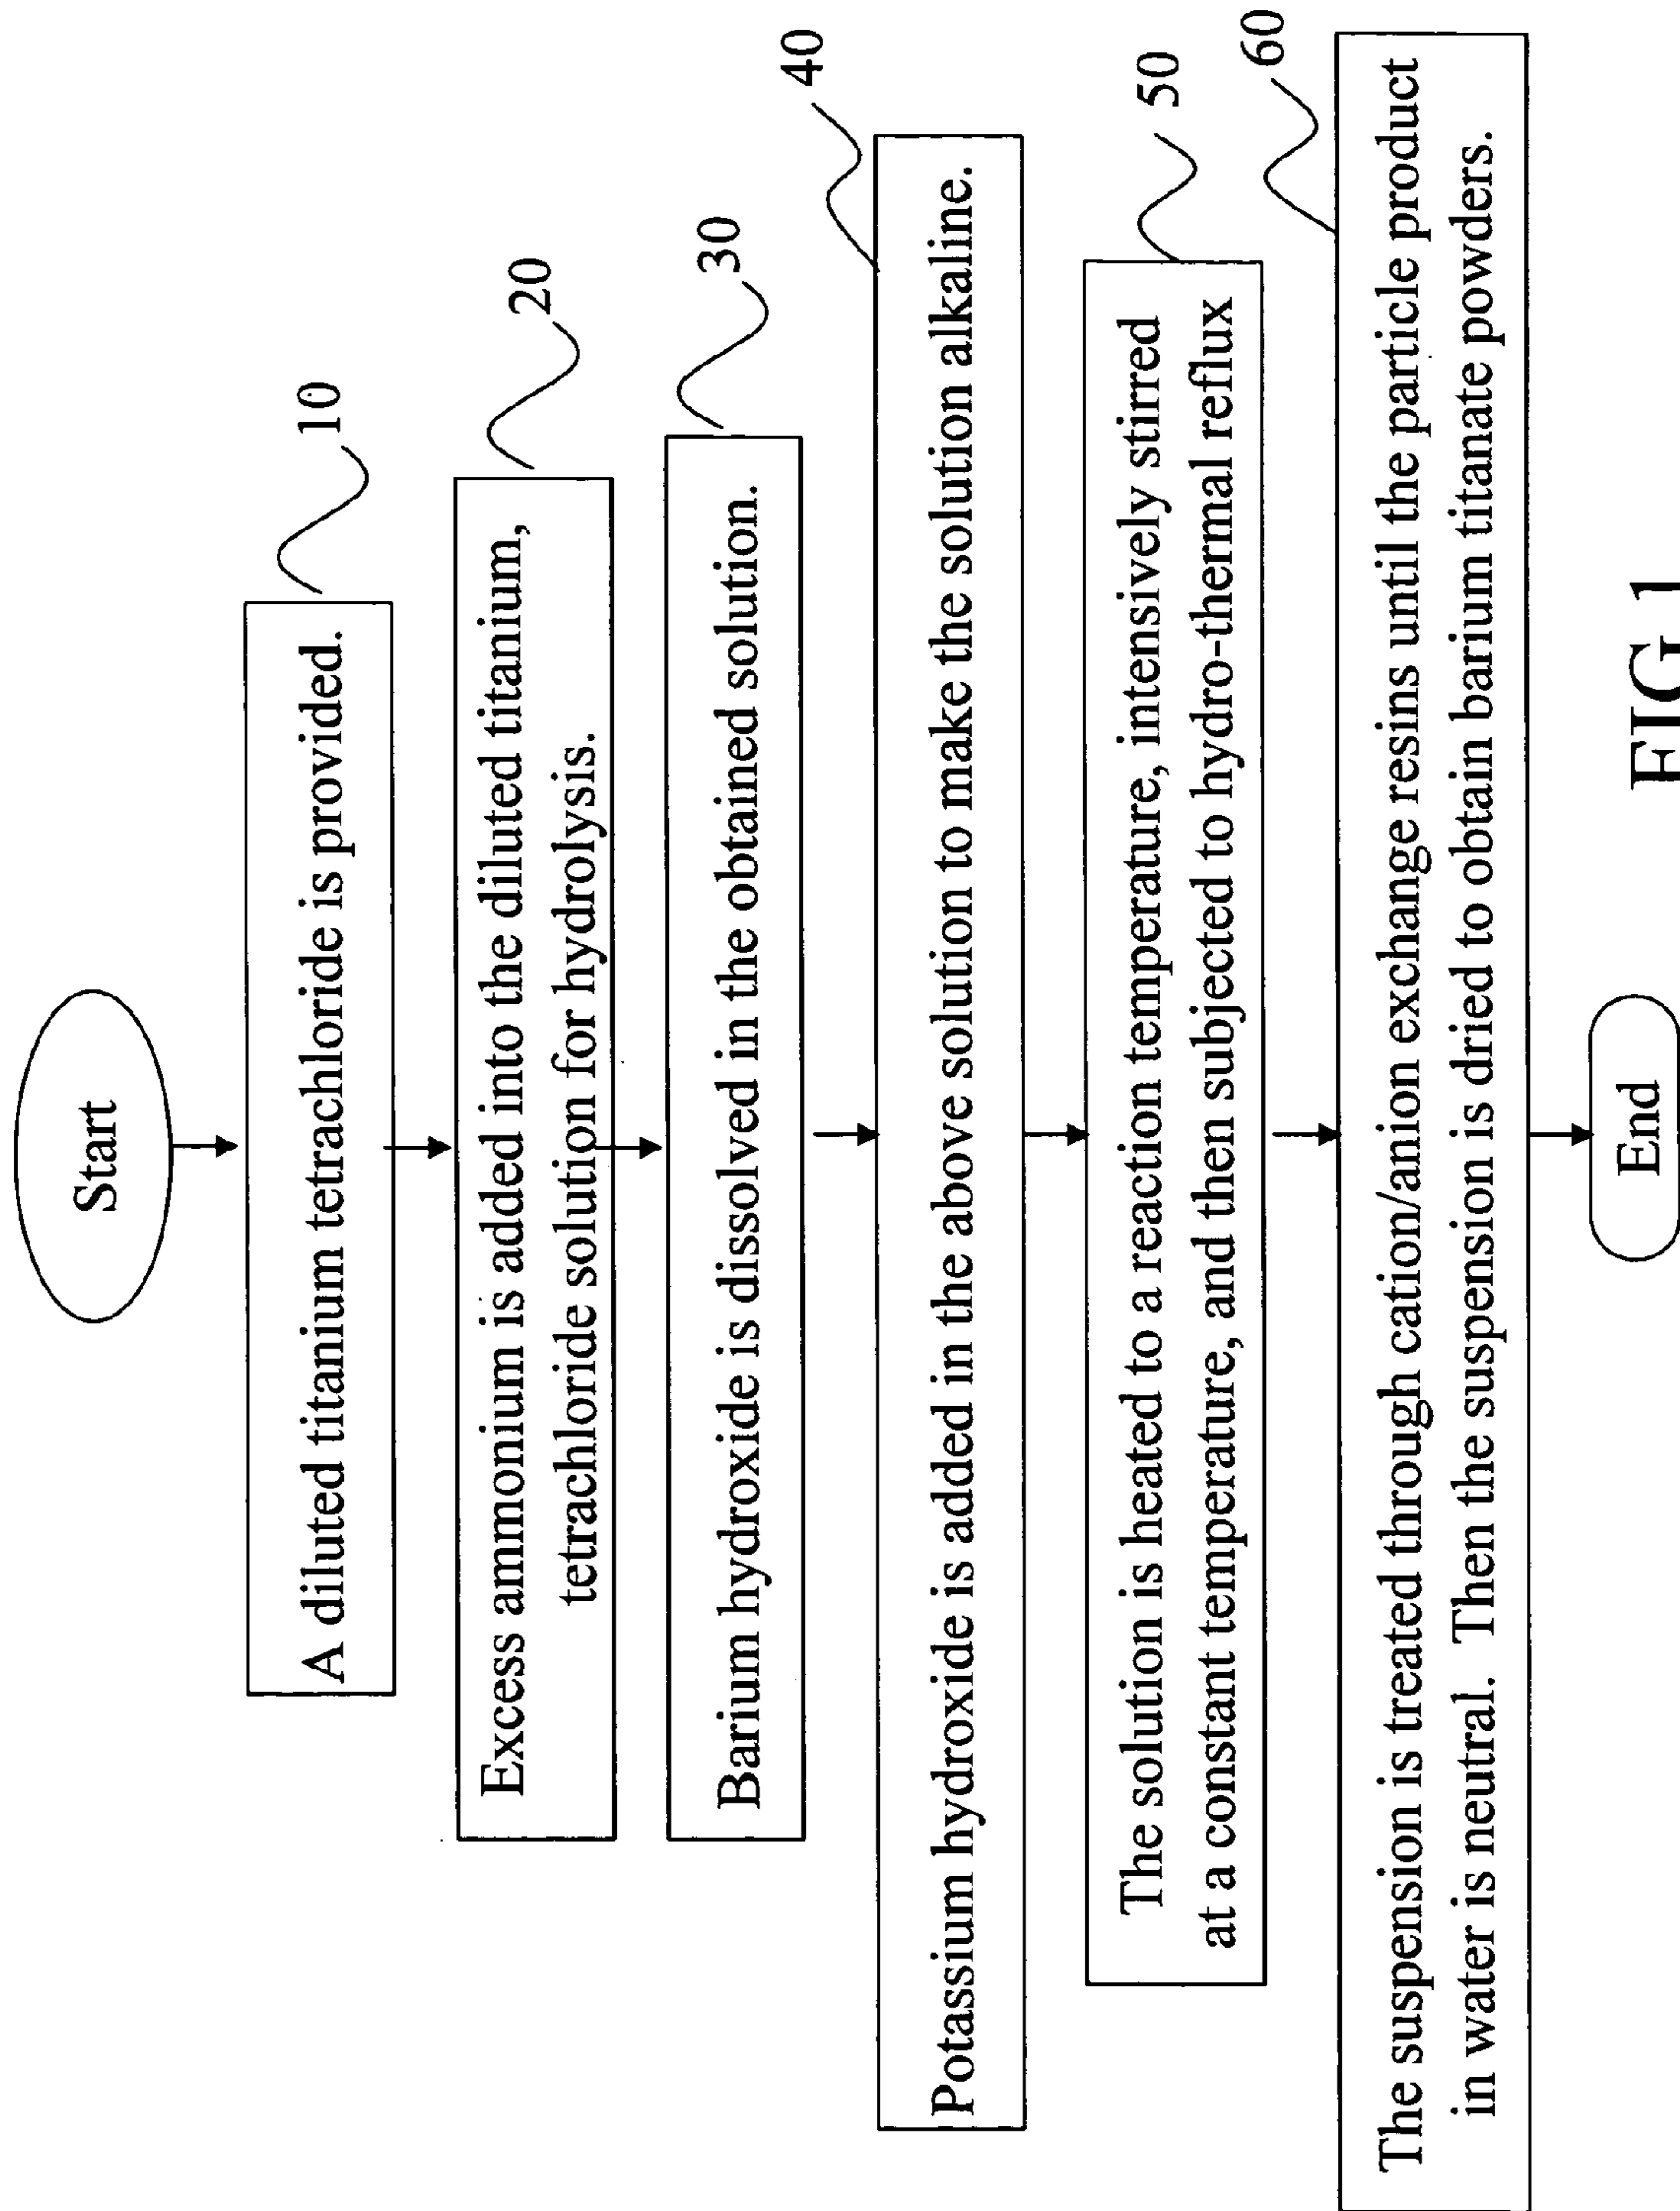 Start
A diluted titanium tetrachloride is provided.
10
Excess ammonium is added into the diluted titanium,
tetrachloride solution for hydrolysis.
20
Barium hydroxide is dissolved in the obtained solution.
30
Potassium hydroxide is added in the above solution to make the solution alkaline.
40
The solution is heated to a reaction temperature, intensively stirred
at a constant temperature, and then subjected to hydro-thermal reflux
50
The suspension is treated through cation/anion exchange resins until the particle product
in water is neutral. Then the suspension is dried to obtain barium titanate powders.
60
End
FIG 1